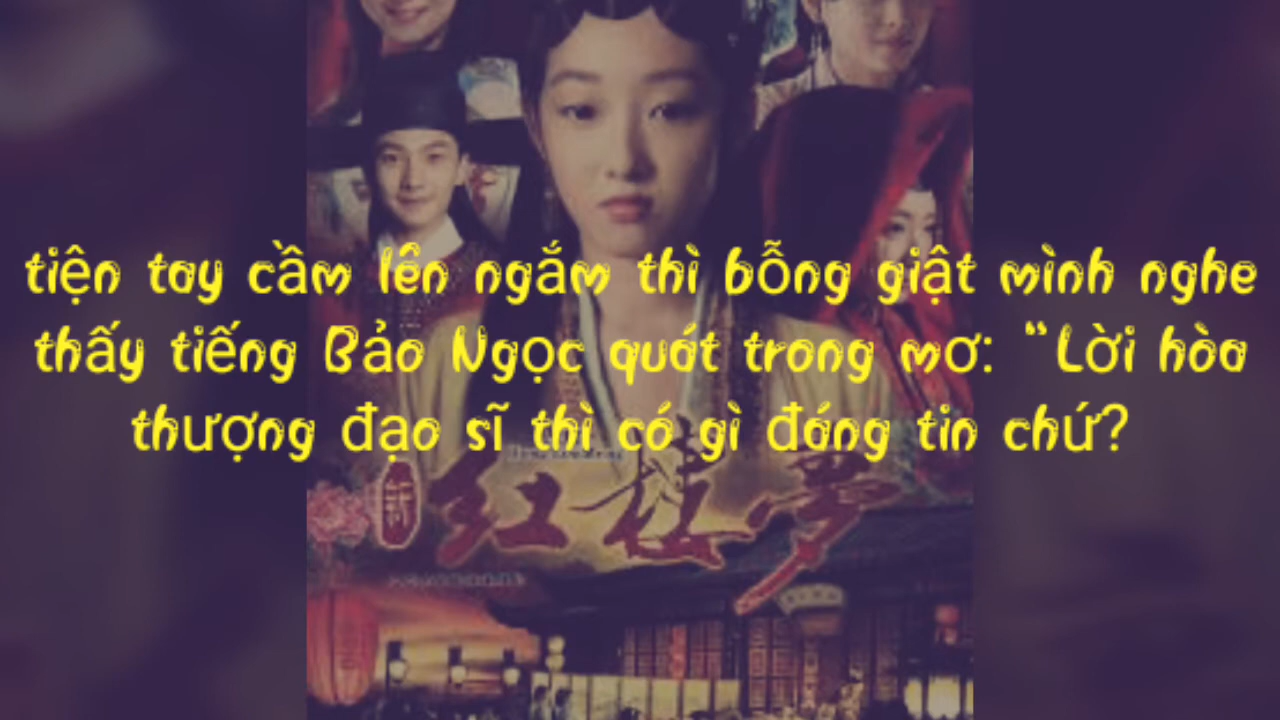 tiện tay cầm lên ngắm thì bỗng giật mình nghe
thấy tiếng Bảo Ngọc quát trong mơ: “Lời hòa
thượng đạo sĩ thì có gì đáng tin chứ?
新
红楼梦